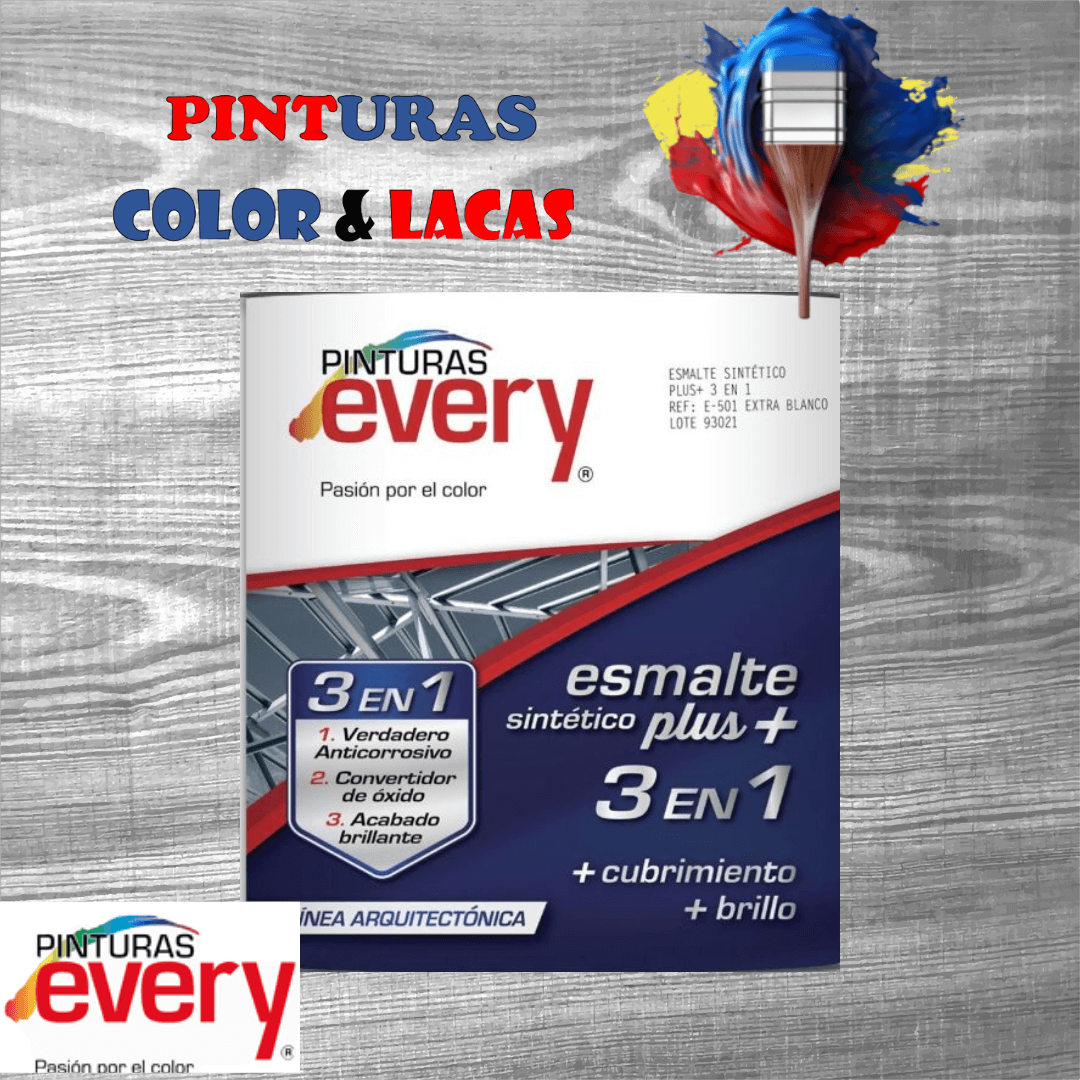 PINTURAS
COLOR & LACAS
PINTURAS
every®
Pasión por el color
ESMALTE SINTÉTICO
PLUS+ 3 EN 1
REF: E-501 EXTRA BLANCO
LOTE 93021
3 EN 1
1. Verdadero
Anticorrosivo
2. Convertidor
de óxido
3. Acabado
brillante
esmalte
sintético plus +
3 EN 1
+ cubrimiento
+ brillo
ÍNEA ARQUITECTÓNICA
PINTURAS
every®
Pasión por el color